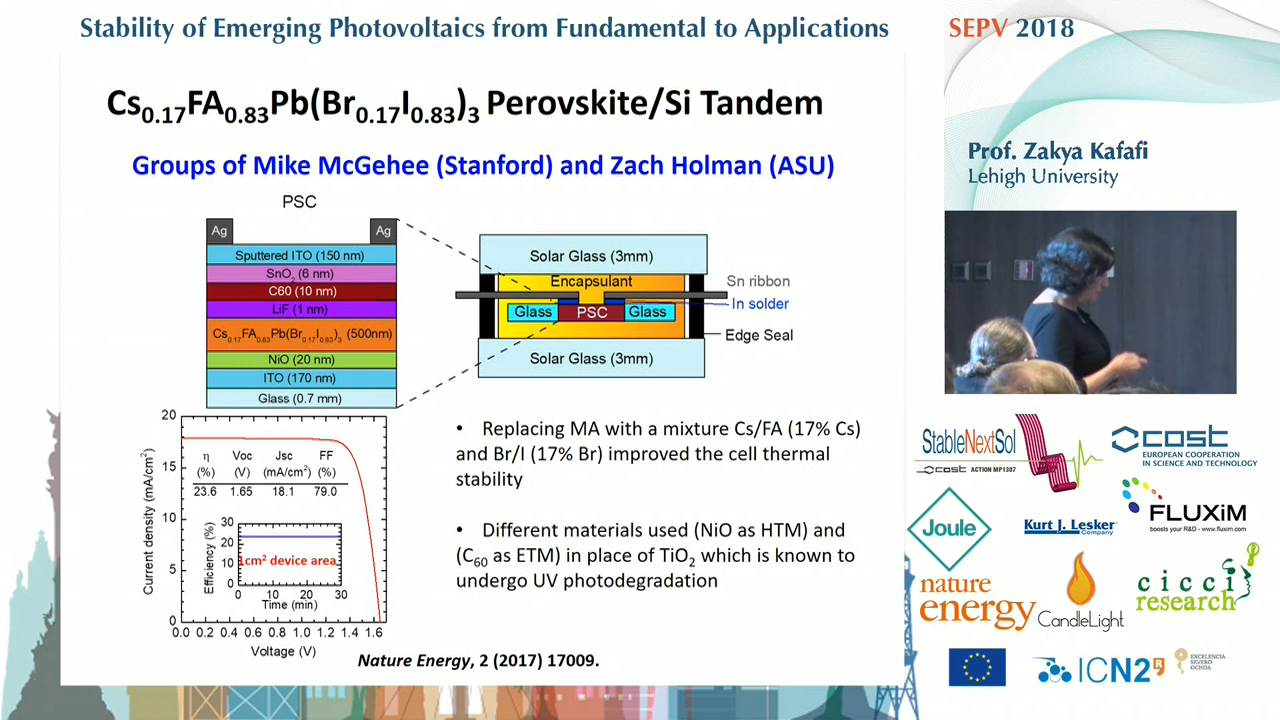 Stability of Emerging Photovoltaics from Fundamental to Applications
SEPV 2018
Cs0.17FA0.83Pb(Br0.17I0.83)3 Perovskite/Si Tandem
Groups of Mike McGehee (Stanford) and Zach Holman (ASU)
Prof. Zakya Kafafi
Lehigh University
PSC
Ag
Ag
Sputtered ITO (150 nm)
SnO2 (6 nm)
C60 (10 nm)
LiF (1 nm)
Cs0.17FA0.83Pb(Br0.17I0.83)3 (500nm)
NiO (20 nm)
ITO (170 nm)
Glass (0.7 mm)
Solar Glass (3mm)
Encapsulant
Sn ribbon
In solder
Glass
PSC
Glass
Edge Seal
Solar Glass (3mm)
Current density (mA/cm2)
20
15
10
5
0
η Voc Jsc FF
(%) (V) (mA/cm2) (%)
23.6 1.65 18.1 79.0
Efficiency (%)
30
20
10
0
1cm2 device area
0 10 20 30
Time (min)
0.0 0.2 0.4 0.6 0.8 1.0 1.2 1.4 1.6
Voltage (V)
• Replacing MA with a mixture Cs/FA (17% Cs)
and Br/I (17% Br) improved the cell thermal
stability
• Different materials used (NiO as HTM) and
(C60 as ETM) in place of TiO2 which is known to
undergo UV photodegradation
Nature Energy, 2 (2017) 17009.
StableNextSol
cost ACTION MP1307
cost
EUROPEAN COOPERATION
IN SCIENCE AND TECHNOLOGY
Joule
Kurt J. Lesker
Company
FLUXiM
boosts your R&D - www.fluxim.com
nature
energy
CandleLight
cicci
research
ICN2
EXCELENCIA
SEVERO
OCHOA